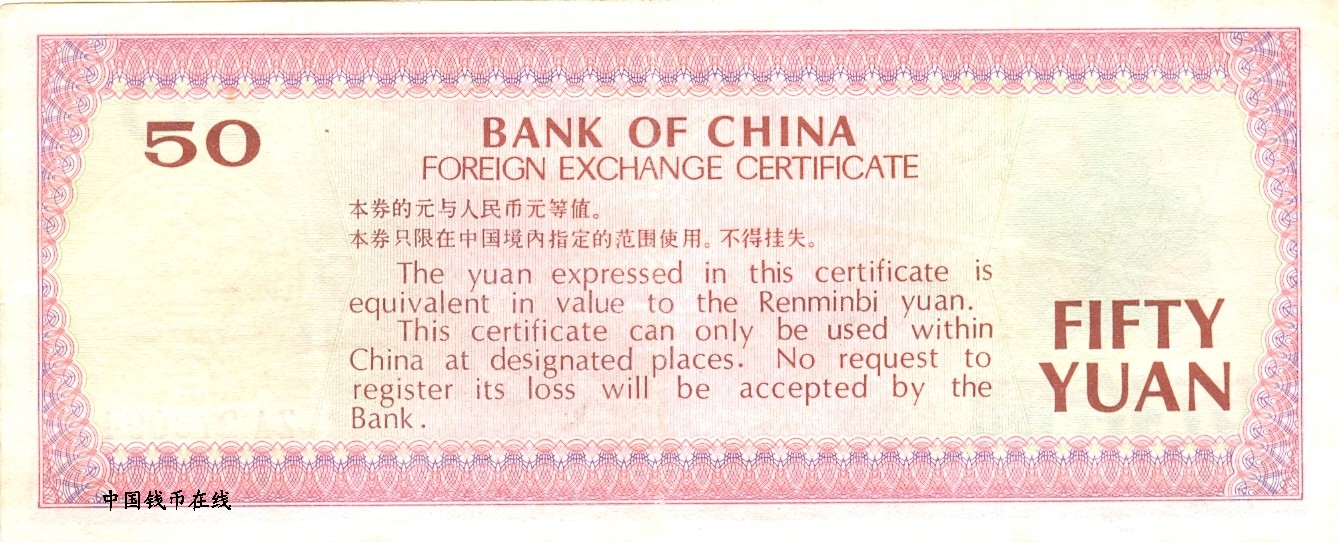 50
BANK OF CHINA
FOREIGN EXCHANGE CERTIFICATE
本券的元与人民币元等值。
本券只限在中国境内指定的范围使用。不得挂失。
The yuan expressed in this certificate is
equivalent in value to the Renminbi yuan.
This certificate can only be used within
China at designated places. No request to
register its loss will be accepted by the
Bank.
FIFTY
YUAN
中国钱币在线